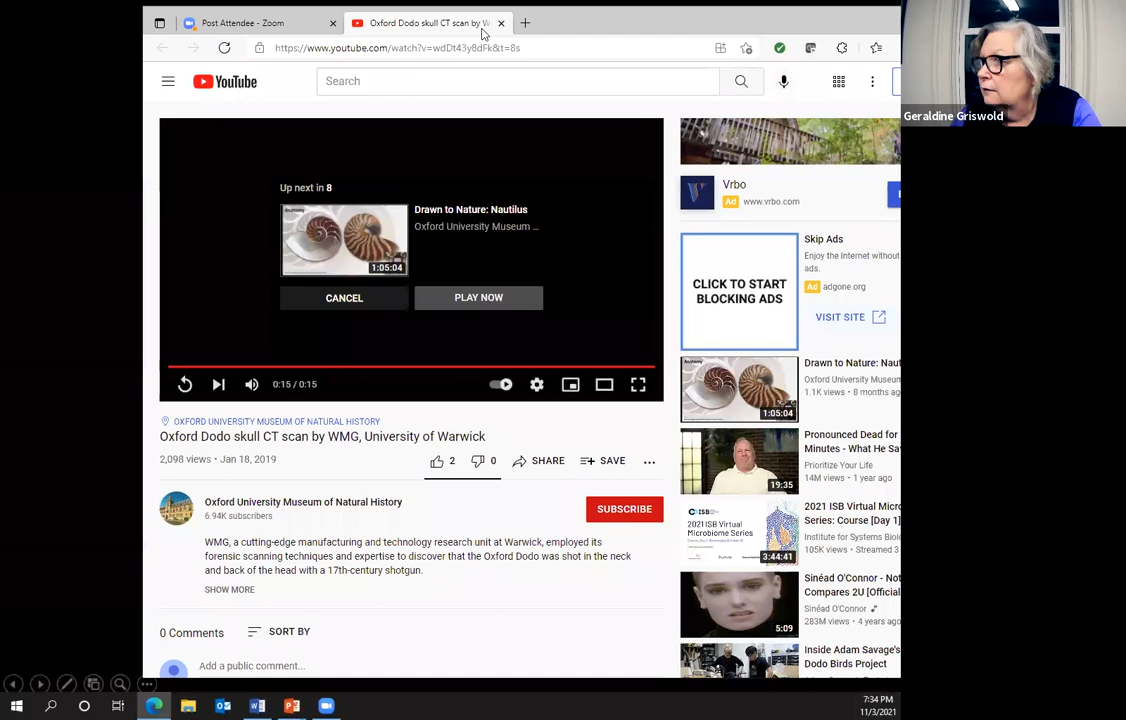 Post Attendee - Zoom
Oxford Dodo skull CT scan by W
https://www.youtube.com/watch?v=wdDt43y8dFk&t=8s
YouTube
Search
Geraldine Griswold
Up next in 8
Drawn to Nature: Nautilus
Oxford University Museum ...
1:05:04
CANCEL
PLAY NOW
0:15 / 0:15
OXFORD UNIVERSITY MUSEUM OF NATURAL HISTORY
Oxford Dodo skull CT scan by WMG, University of Warwick
2,098 views • Jan 18, 2019
2
0
SHARE
SAVE
Oxford University Museum of Natural History
6.94K subscribers
SUBSCRIBE
WMG, a cutting-edge manufacturing and technology research unit at Warwick, employed its
forensic scanning techniques and expertise to discover that the Oxford Dodo was shot in the neck
and back of the head with a 17th-century shotgun.
SHOW MORE
0 Comments
SORT BY
Add a public comment...
Vrbo
Ad www.vrbo.com
CLICK TO START
BLOCKING ADS
Skip Ads
Enjoy the Internet without
ads.
Ad adgone.org
VISIT SITE
1:05:04
Drawn to Nature: Naut
Oxford University Museum
1.1K views • 8 months ago
19:35
Pronounced Dead for
Minutes - What He Saw
Prioritize Your Life
14M views • 1 year ago
ISB
2021 ISB Virtual
Microbiome Series
3:44:41
2021 ISB Virtual Micro
Series: Course [Day 1]
Institute for Systems Biol
105K views • Streamed 3
5:09
Sinéad O'Connor - Not
Compares 2U [Official
Sinéad O'Connor
283M views • 4 years ago
Inside Adam Savage's
Dodo Birds Project
7:34 PM
11/3/2021